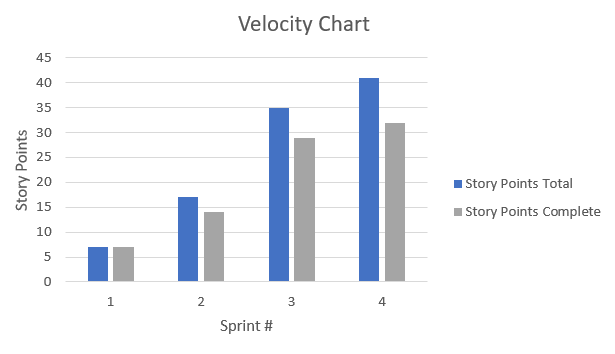 Velocity Chart
45
40
35
30
25
20
15
10
5
0
Story Points
1 2 3 4
Sprint #
Story Points Total
Story Points Complete